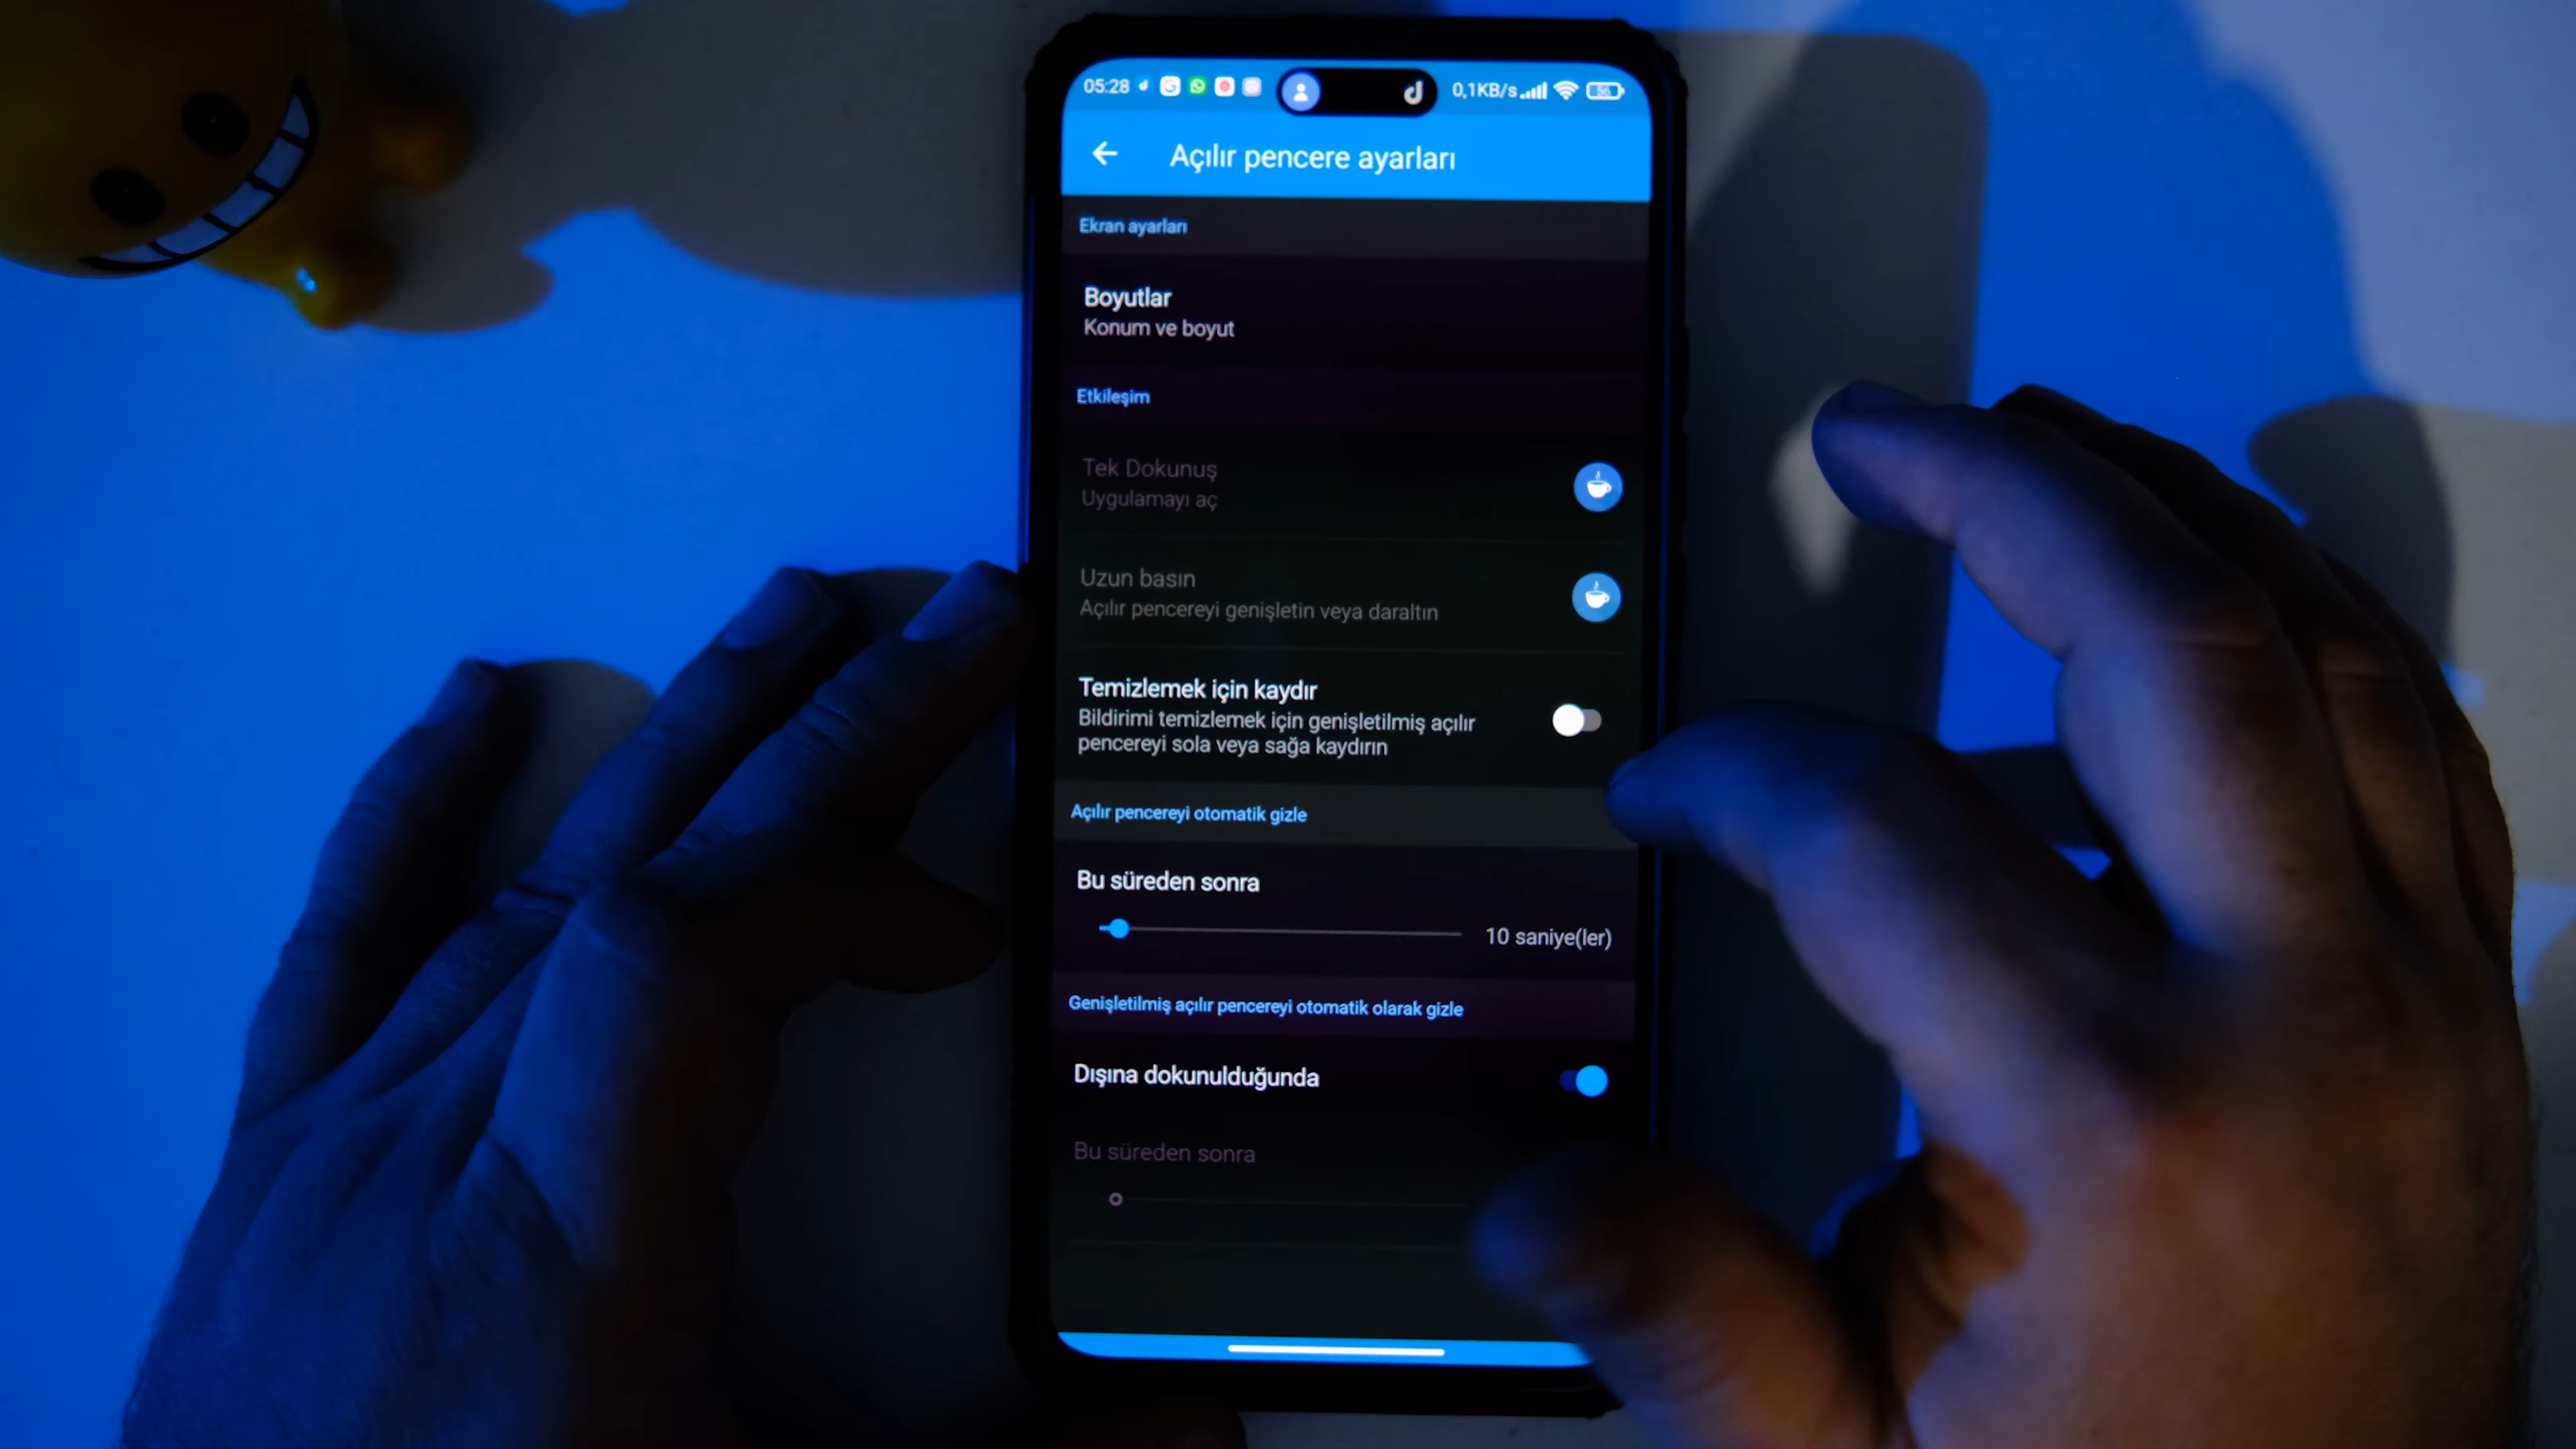 05:28
0,1KB/s
56
Açılır pencere ayarları
Ekran ayarları
Boyutlar
Konum ve boyut
Etkileşim
Tek Dokunuş
Uygulamayı aç
Uzun basın
Açılır pencereyi genişletin veya daraltın
Temizlemek için kaydır
Bildirimi temizlemek için genişletilmiş açılır
pencereyi sola veya sağa kaydırın
Açılır pencereyi otomatik gizle
Bu süreden sonra
10 saniye(ler)
Genişletilmiş açılır pencereyi otomatik olarak gizle
Dışına dokunulduğunda
Bu süreden sonra